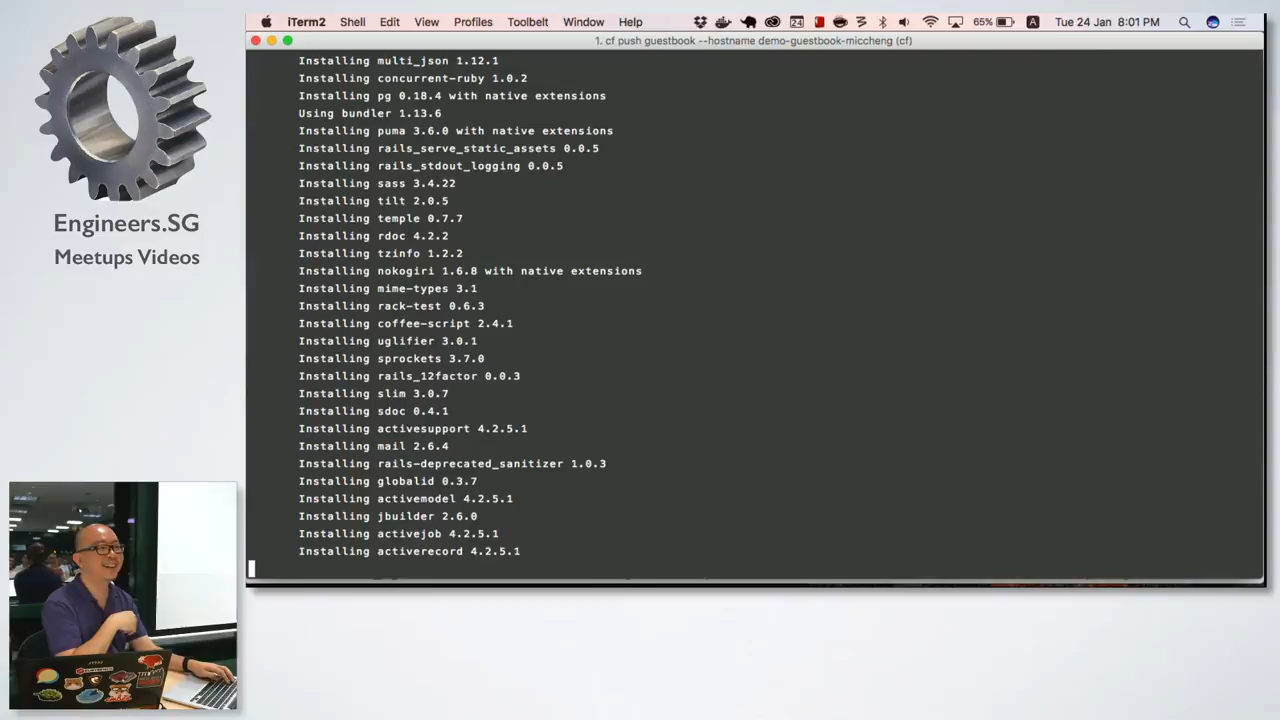 Engineers.SG
Meetups Videos
iTerm2 Shell Edit View Profiles Toolbelt Window Help
24
65%
A
Tue 24 Jan 8:01 PM
1. cf push guestbook --hostname demo-guestbook-miccheng (cf)
Installing multi_json 1.12.1
Installing concurrent-ruby 1.0.2
Installing pg 0.18.4 with native extensions
Using bundler 1.13.6
Installing puma 3.6.0 with native extensions
Installing rails_serve_static_assets 0.0.5
Installing rails_stdout_logging 0.0.5
Installing sass 3.4.22
Installing tilt 2.0.5
Installing temple 0.7.7
Installing rdoc 4.2.2
Installing tzinfo 1.2.2
Installing nokogiri 1.6.8 with native extensions
Installing mime-types 3.1
Installing rack-test 0.6.3
Installing coffee-script 2.4.1
Installing uglifier 3.0.1
Installing sprockets 3.7.0
Installing rails_12factor 0.0.3
Installing slim 3.0.7
Installing sdoc 0.4.1
Installing activesupport 4.2.5.1
Installing mail 2.6.4
Installing rails-deprecated_sanitizer 1.0.3
Installing globalid 0.3.7
Installing activemodel 4.2.5.1
Installing jbuilder 2.6.0
Installing activejob 4.2.5.1
Installing activerecord 4.2.5.1